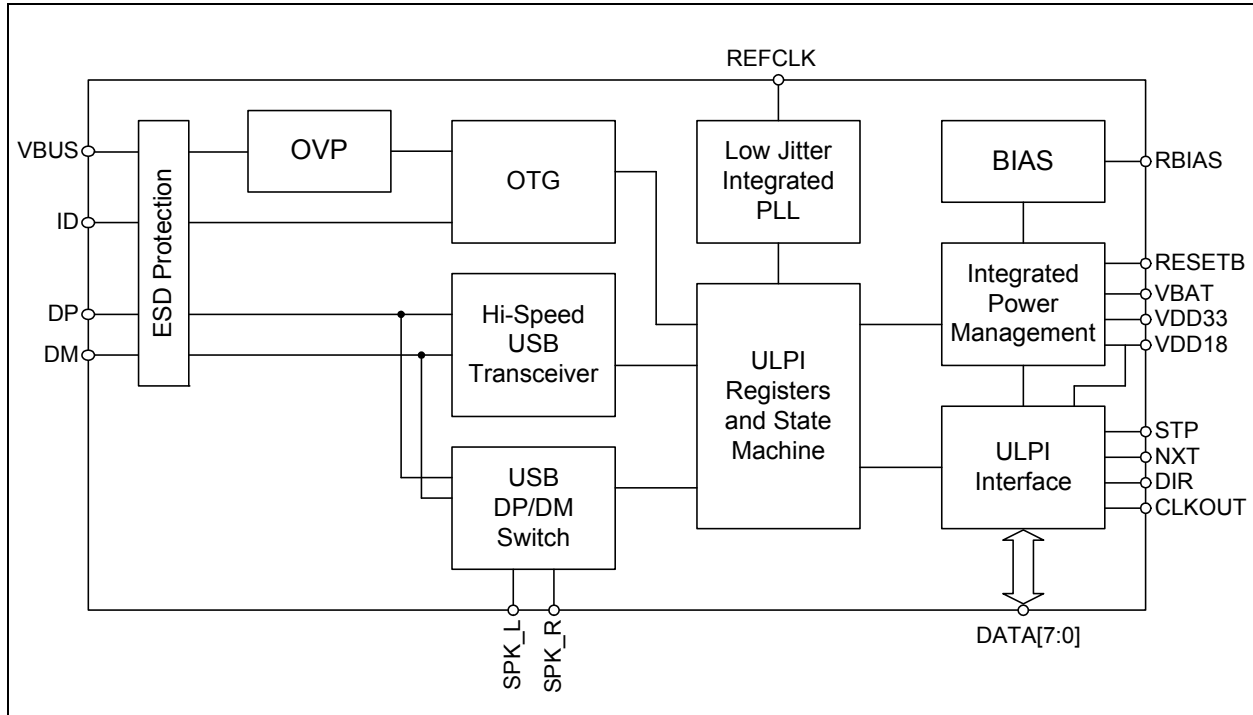 REFCLK
VBUS
ID
DP
DM
ESD Protection
OVP
OTG
Low Jitter
Integrated
PLL
BIAS
RBIAS
Hi-Speed
USB
Transceiver
ULPI
Registers
and State
Machine
Integrated
Power
Management
RESETB
VBAT
VDD33
VDD18
USB
DP/DM
Switch
ULPI
Interface
STP
NXT
DIR
CLKOUT
SPK_L
SPK_R
DATA[7:0]